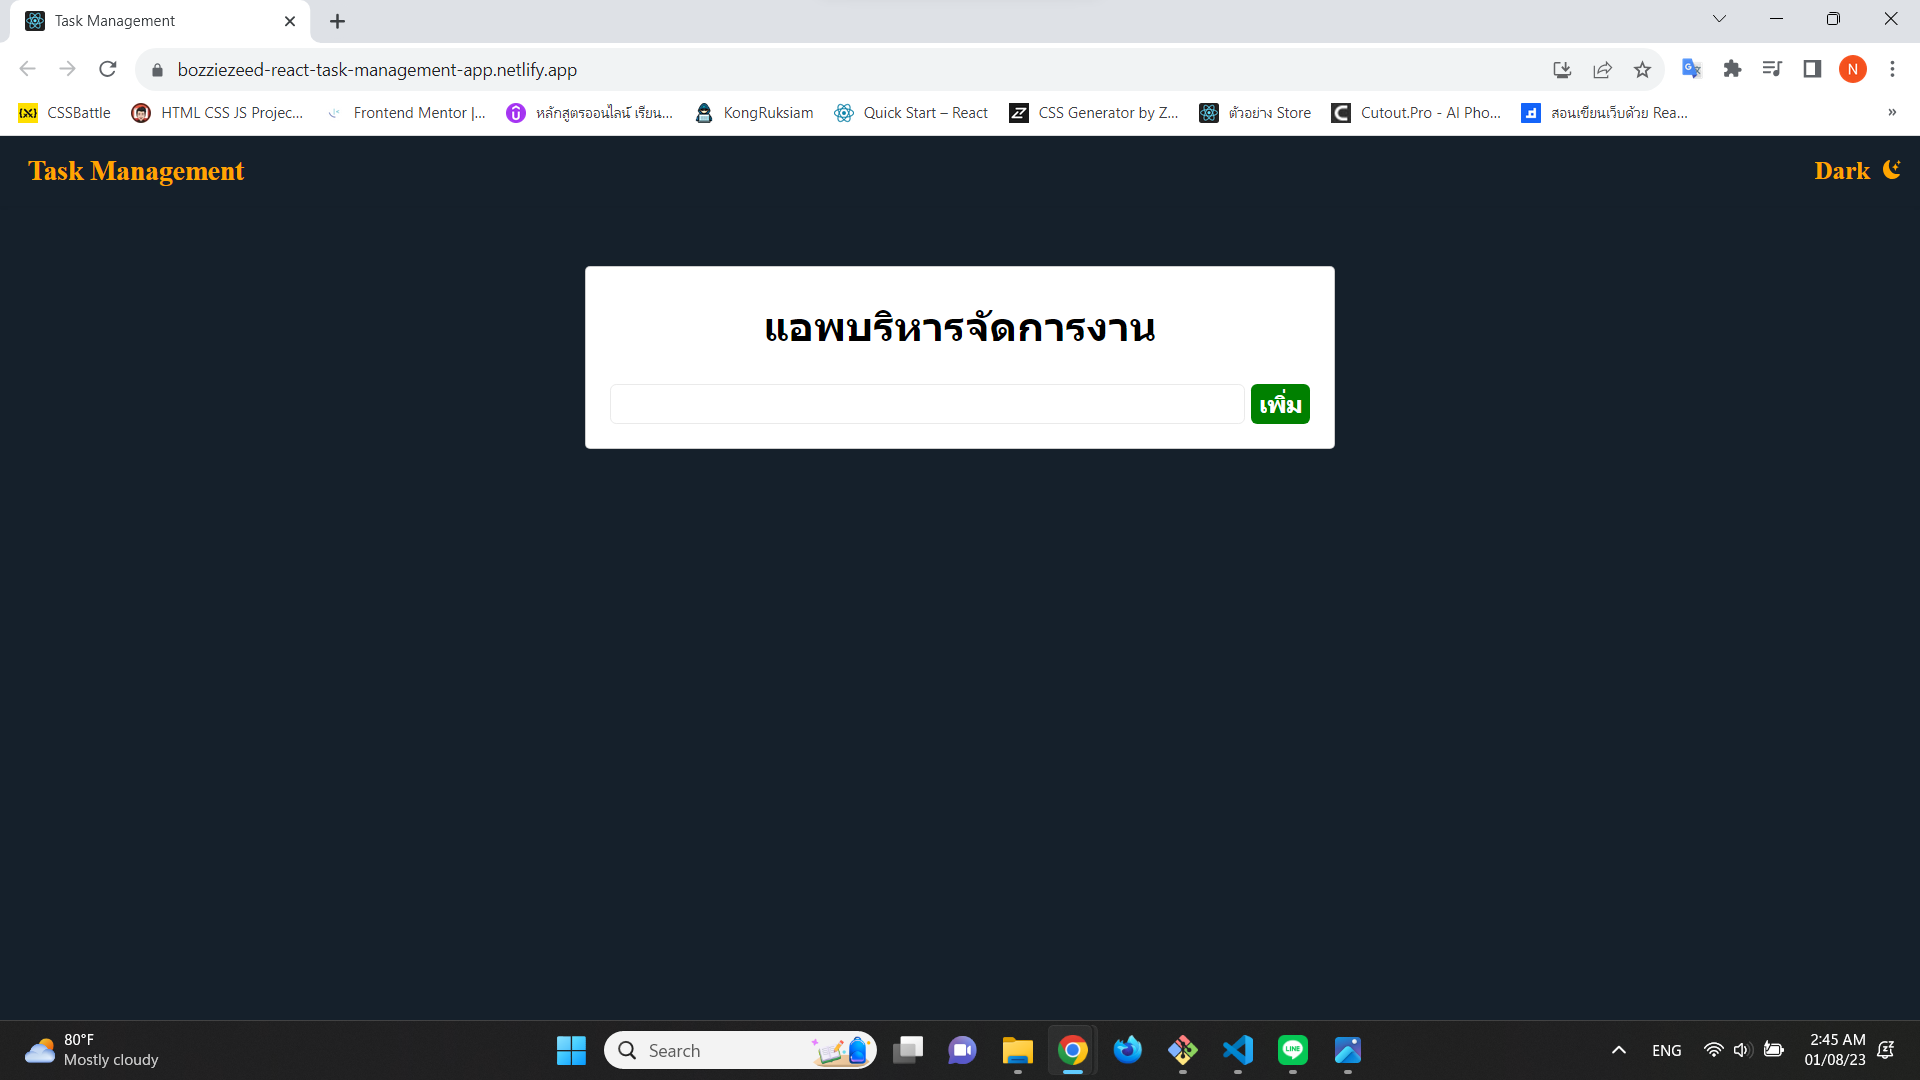 Task Management
bozziezeed-react-task-management-app.netlify.app
N
CSSBattle
HTML CSS JS Projec...
Frontend Mentor |...
หลักสูตรออนไลน์ เรียน...
KongRuksiam
Quick Start – React
CSS Generator by Z...
ตัวอย่าง Store
Cutout.Pro - AI Pho...
สอนเขียนเว็บด้วย Rea...
»
Task Management
Dark
แอพบริหารจัดการงาน
เพิ่ม
80°F
Mostly cloudy
Search
LINE
ENG
2:45 AM
01/08/23